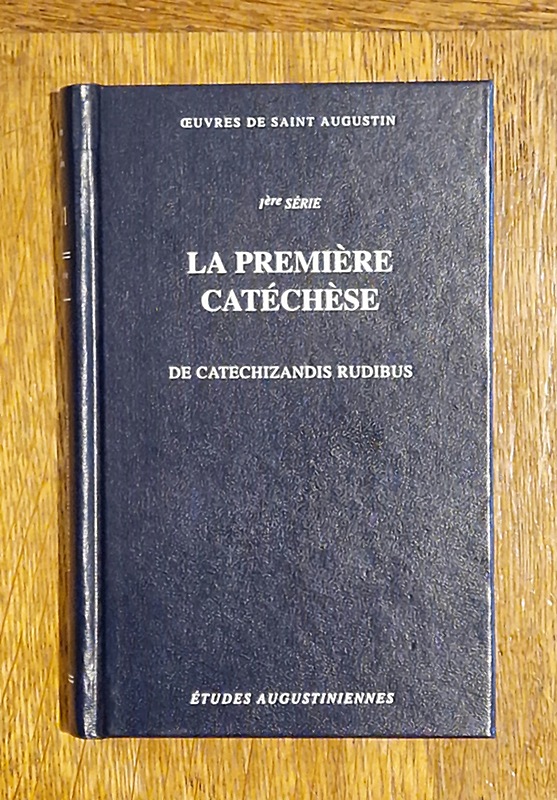 ŒUVRES DE SAINT AUGUSTIN
1ère SÉRIE
LA PREMIÈRE
CATÉCHÈSE
DE CATECHIZANDIS RUDIBUS
ÉTUDES AUGUSTINIENNES